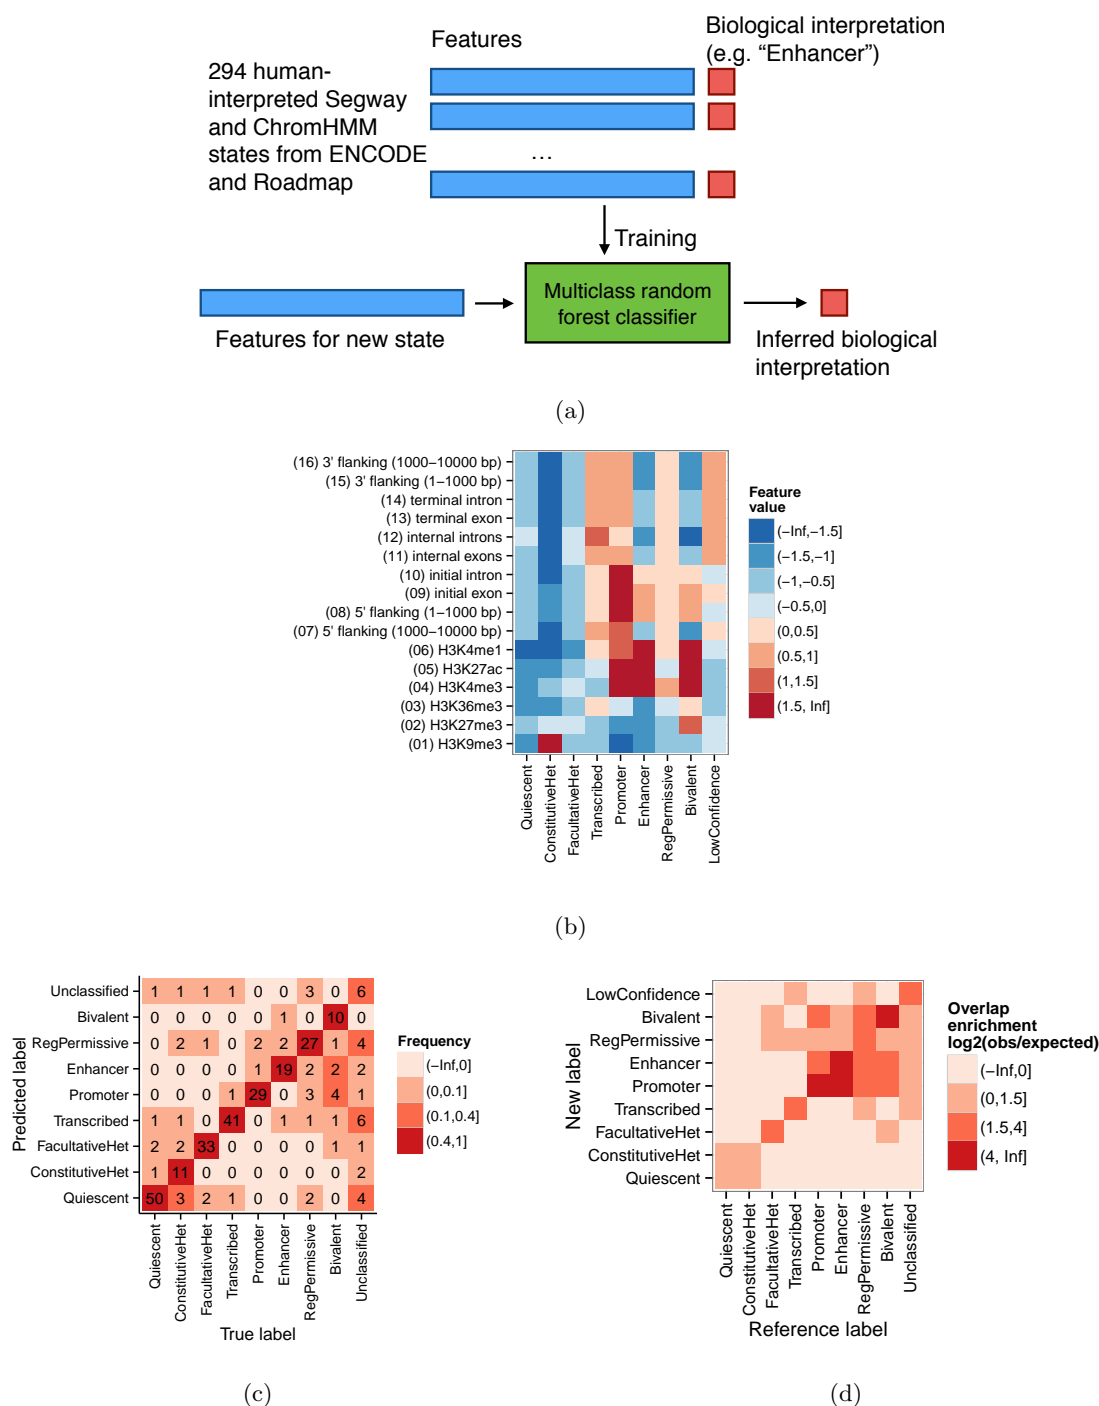 Features
Biological interpretation
(e.g. “Enhancer”)
294 human-
interpreted Segway
and ChromHMM
states from ENCODE
and Roadmap
...
Training
Multiclass random
forest classifier
Features for new state
Inferred biological
interpretation
(a)
(16) 3' flanking (1000−10000 bp)
(15) 3' flanking (1−1000 bp)
(14) terminal intron
(13) terminal exon
(12) internal introns
(11) internal exons
(10) initial intron
(09) initial exon
(08) 5' flanking (1−1000 bp)
(07) 5' flanking (1000−10000 bp)
(06) H3K4me1
(05) H3K27ac
(04) H3K4me3
(03) H3K36me3
(02) H3K27me3
(01) H3K9me3
Quiescent
ConstitutiveHet
FacultativeHet
Transcribed
Promoter
Enhancer
RegPermissive
Bivalent
LowConfidence
Feature
value
(−Inf,−1.5]
(−1.5,−1]
(−1,−0.5]
(−0.5,0]
(0,0.5]
(0.5,1]
(1,1.5]
(1.5, Inf]
(b)
Predicted label
Unclassified 1 1 1 1 0 0 3 0 6
Bivalent 0 0 0 0 0 1 0 10 0
RegPermissive 0 2 1 0 2 2 27 1 4
Enhancer 0 0 0 0 1 19 2 2 2
Promoter 0 0 0 1 29 0 3 4 1
Transcribed 1 1 0 41 0 1 1 1 6
FacultativeHet 2 2 33 0 0 0 0 1 1
ConstitutiveHet 1 11 0 0 0 0 0 0 2
Quiescent 50 3 2 1 0 0 2 0 4
Quiescent
ConstitutiveHet
FacultativeHet
Transcribed
Promoter
Enhancer
RegPermissive
Bivalent
Unclassified
True label
Frequency
(−Inf,0]
(0,0.1]
(0.1,0.4]
(0.4,1]
(c)
New label
LowConfidence
Bivalent
RegPermissive
Enhancer
Promoter
Transcribed
FacultativeHet
ConstitutiveHet
Quiescent
Quiescent
ConstitutiveHet
FacultativeHet
Transcribed
Promoter
Enhancer
RegPermissive
Bivalent
Unclassified
Reference label
Overlap
enrichment
log2(obs/expected)
(−Inf,0]
(0,1.5]
(1.5,4]
(4, Inf]
(d)